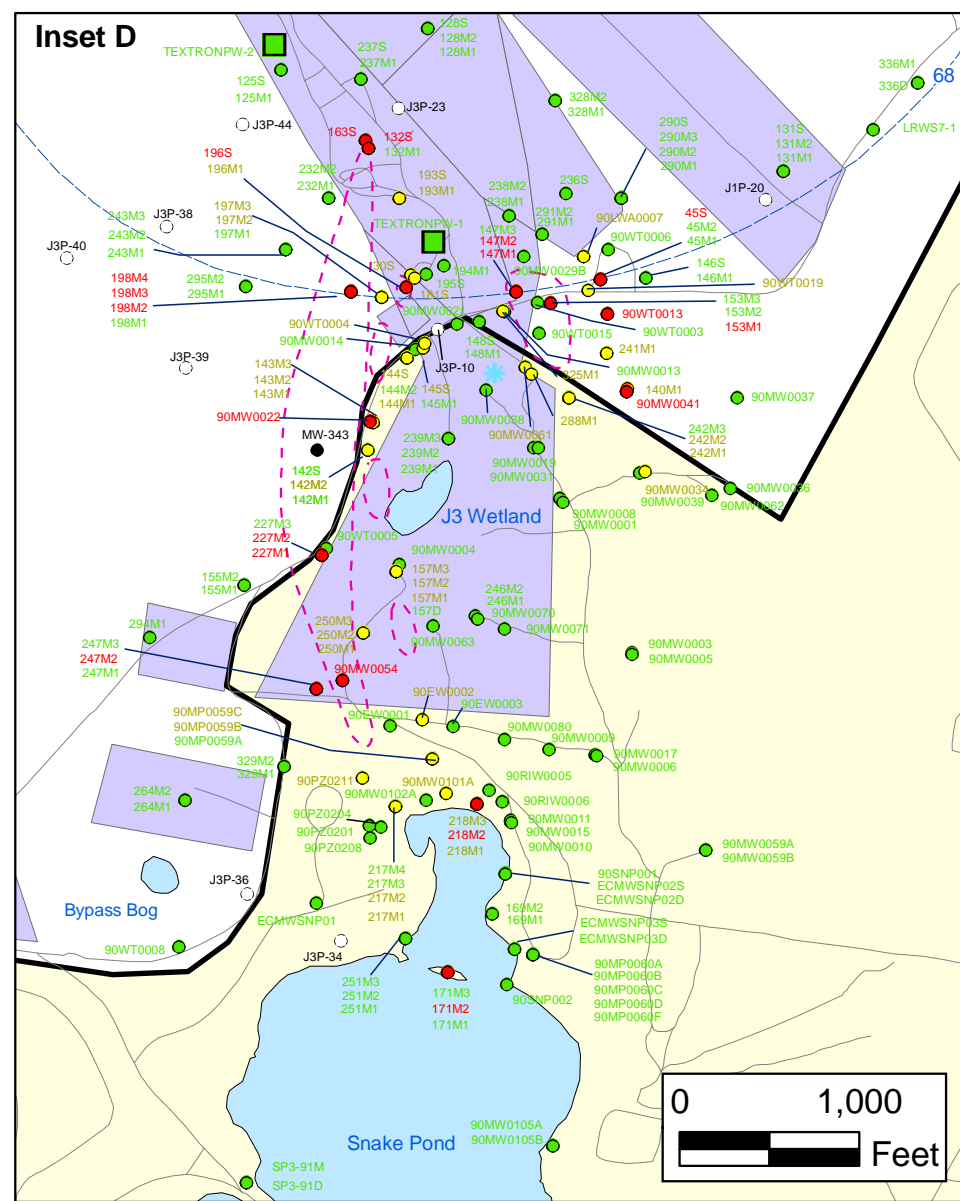 Inset D
TEXTRONPW-2
125S
125M1
237S
237M1
128S
128M2
128M1
J3P-23
J3P-44
328M2
328M1
336M1
336D
68
LRWS7-1
290S
290M3
290M2
290M1
131S
131M2
131M1
J1P-20
163S
132S
132M1
196S
196M1
232M2
232M1
193S
193M1
TEXTRONPW-1
238M2
238M1
236S
291M2
291M1
90LWA0007
90WT0006
45S
45M2
45M1
146S
146M1
90WT0019
J3P-38
J3P-40
243M3
243M2
243M1
197M3
197M2
197M1
198M4
198M3
198M2
198M1
295M2
295M1
30S
194M1
195S
181S
90MW0021
147M3
147M2
147M1
90MW0029B
153M3
153M2
153M1
90WT0013
90WT0003
90WT0015
90MW0013
241M1
90WT0004
90MW0014
J3P-39
J3P-10
148S
148M1
143M3
143M2
143M1
144S
144M2
144M1
145S
145M1
225M1
288M1
140M1
90MW0041
90MW0037
90MW0022
MW-343
142S
142M2
142M1
239M3
239M2
239M1
90MW0038
90MW0061
242M3
242M2
242M1
90MW0019
90MW0031
90MW0034
90MW0039
90MW0036
90MW0062
90MW0008
90MW0001
J3 Wetland
227M3
227M2
227M1
90WT0005
155M2
155M1
90MW0004
157M3
157M2
157M1
157D
246M2
246M1
90MW0070
90MW0071
90MW0063
294M1
250M3
250M2
250M1
247M3
247M2
247M1
90MW0054
90MW0003
90MW0005
90MP0059C
90MP0059B
90MP0059A
90EW0002
90EW0001
90EW0003
90MW0080
90MW0009
90MW0017
90MW0006
329M2
329M1
264M2
264M1
90PZ0211
90MW0102A
90MW0101A
90RIW0005
90RIW0006
90PZ0204
90PZ0201
90PZ0208
218M3
218M2
218M1
90MW0011
90MW0015
90MW0010
90MW0059A
90MW0059B
217M4
217M3
217M2
217M1
J3P-36
Bypass Bog
90WT0008
ECMWSNP01
J3P-34
90SNP001
ECMWSNP02S
ECMWSNP02D
169M2
169M1
ECMWSNP03S
ECMWSNP03D
251M3
251M2
251M1
171M3
171M2
171M1
90SNP002
90MP0060A
90MP0060B
90MP0060C
90MP0060D
90MP0060F
0 1,000
Feet
90MW0105A
90MW0105B
Snake Pond
SP3-91M
SP3-91D